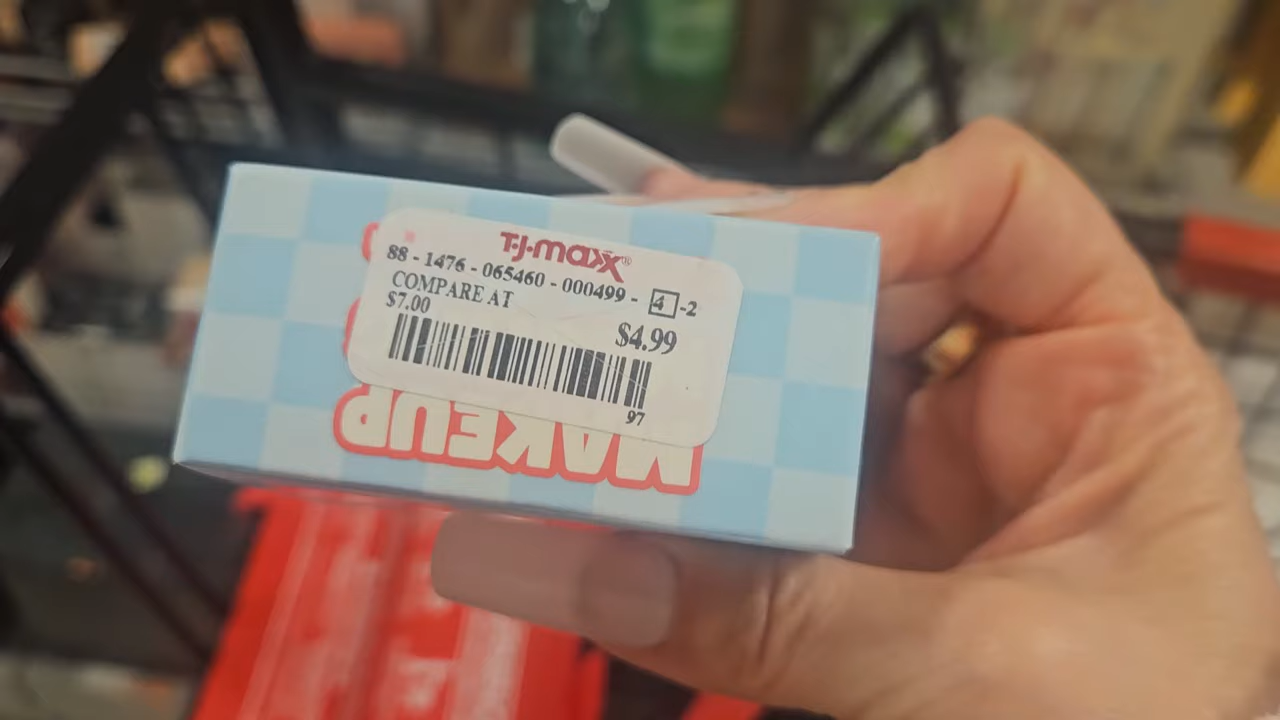 T·J·maxx®
88 - 1476 - 065460 - 000499 - 4 -2
COMPARE AT
$7.00
$4.99
97
MAKEUP